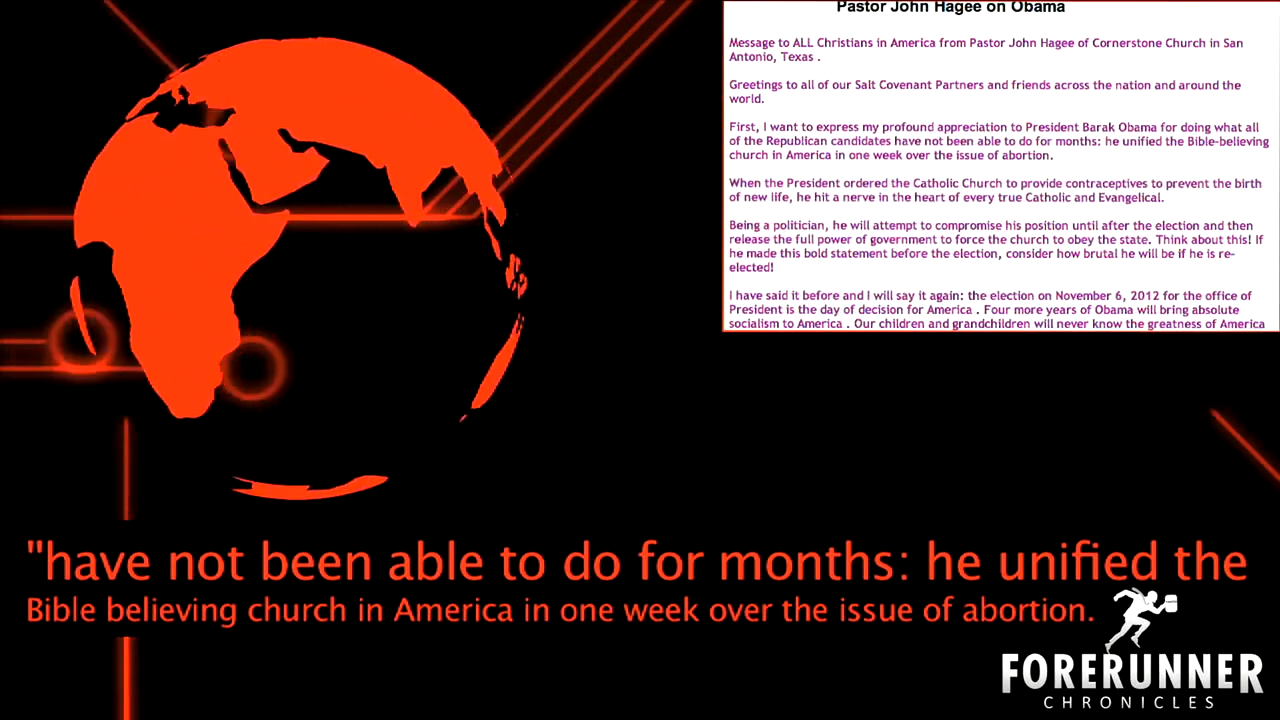 Pastor John Hagee on Obama
Message to ALL Christians in America from Pastor John Hagee of Cornerstone Church in San
Antonio, Texas .
Greetings to all of our Salt Covenant Partners and friends across the nation and around the
world.
First, I want to express my profound appreciation to President Barak Obama for doing what all
of the Republican candidates have not been able to do for months: he unified the Bible-believing
church in America in one week over the issue of abortion.
When the President ordered the Catholic Church to provide contraceptives to prevent the birth
of new life, he hit a nerve in the heart of every true Catholic and Evangelical.
Being a politician, he will attempt to compromise his position until after the election and then
release the full power of government to force the church to obey the state. Think about this! If
he made this bold statement before the election, consider how brutal he will be if he is re-
elected!
I have said it before and I will say it again: the election on November 6, 2012 for the office of
President is the day of decision for America . Four more years of Obama will bring absolute
socialism to America . Our children and grandchildren will never know the greatness of America
"have not been able to do for months: he unified the
Bible believing church in America in one week over the issue of abortion.
FORERUNNER
CHRONICLES